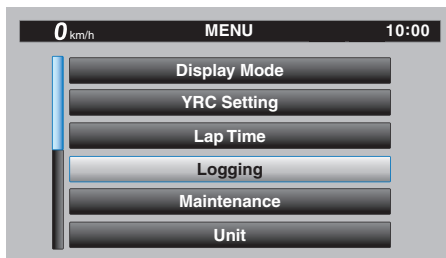 0 km/h MENU 10:00
Display Mode
YRC Setting
Lap Time
Logging
Maintenance
Unit